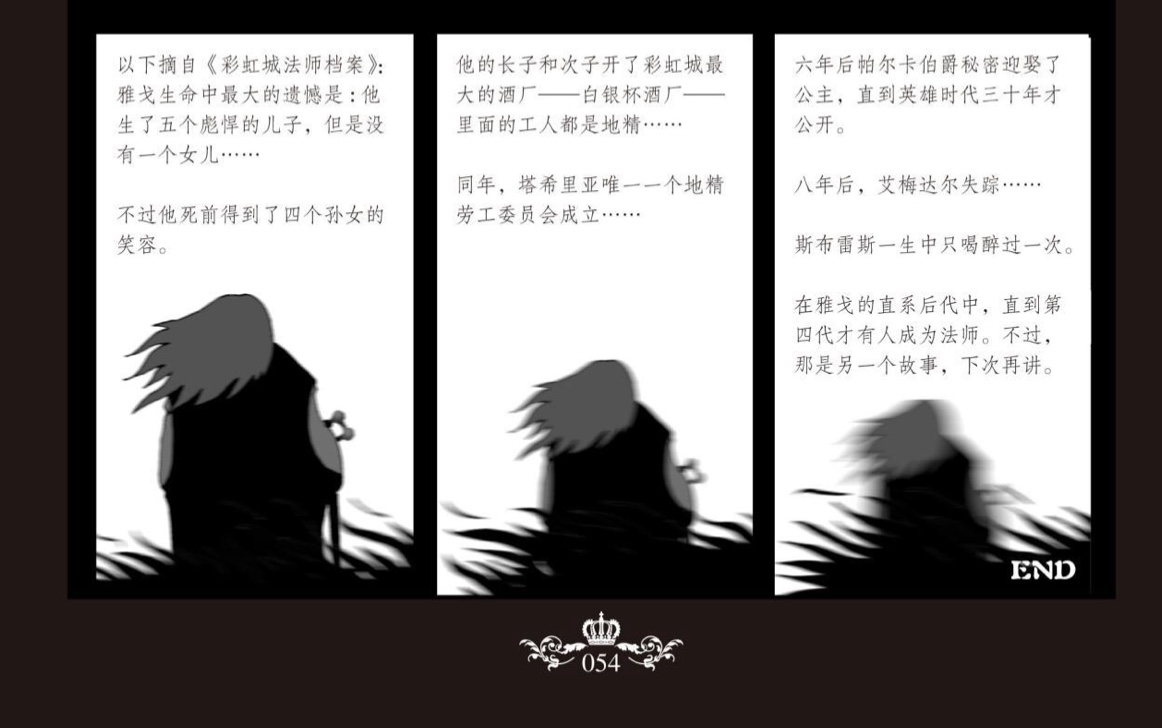 以下摘自《彩虹城法师档案》:
雅戈生命中最大的遗憾是:他
生了五个彪悍的儿子，但是没
有一个女儿……
不过他死前得到了四个孙女的
笑容。
他的长子和次子开了彩虹城最
大的酒厂——白银杯酒厂——
里面的工人都是地精……
同年，塔希里亚唯一一个地精
劳工委员会成立……
六年后帕尔卡伯爵秘密迎娶了
公主，直到英雄时代三十年才
公开。
八年后，艾梅达尔失踪……
斯布雷斯一生中只喝醉过一次。
在雅戈的直系后代中，直到第
四代才有人成为法师。不过，
那是另一个故事，下次再讲。
END
054